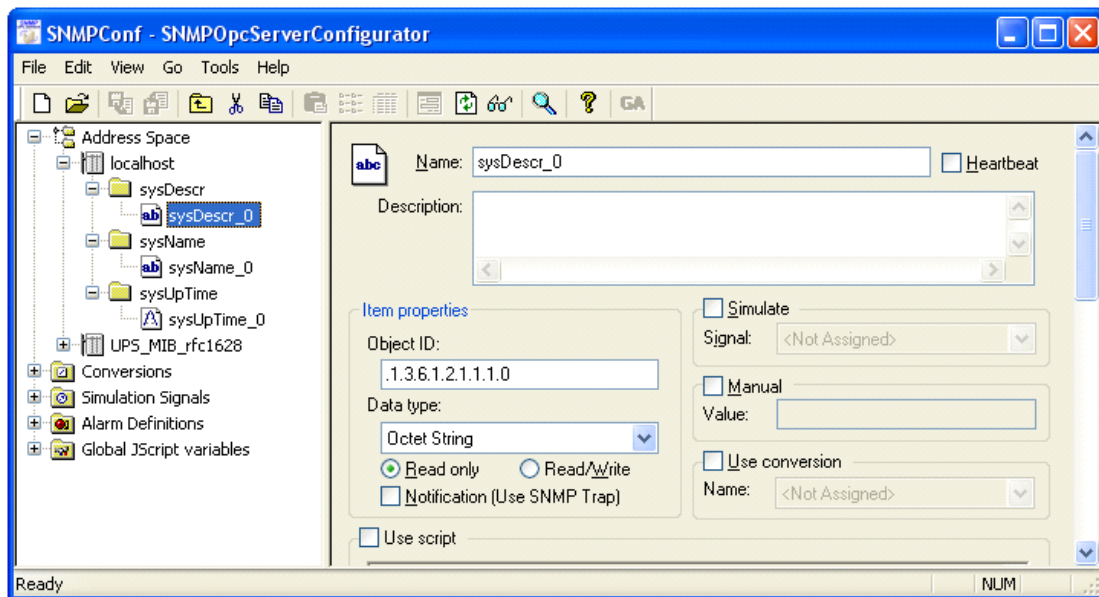 SNMPConf - SNMPOpcServerConfigurator
File Edit View Go Tools Help
GA
Address Space
localhost
sysDescr
ab sysDescr_0
sysName
ab sysName_0
sysUpTime
sysUpTime_0
UPS_MIB_rfc1628
Conversions
Simulation Signals
Alarm Definitions
Global JScript variables
abc
Name: sysDescr_0
Heartbeat
Description:
Item properties
Object ID:
.1.3.6.1.2.1.1.1.0
Data type:
Octet String
Read only Read/Write
Notification (Use SNMP Trap)
Simulate
Signal: <Not Assigned>
Manual
Value:
Use conversion
Name: <Not Assigned>
Use script
Ready NUM